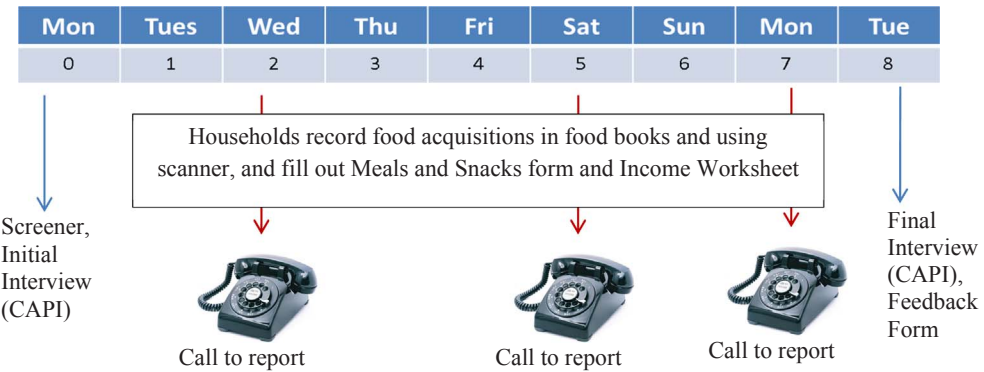 Mon Tues Wed Thu Fri Sat Sun Mon Tue
0 1 2 3 4 5 6 7 8
Households record food acquisitions in food books and using
scanner, and fill out Meals and Snacks form and Income Worksheet
Screener,
Initial
Interview
(CAPI)
Call to report
Call to report
Call to report
Final
Interview
(CAPI),
Feedback
Form